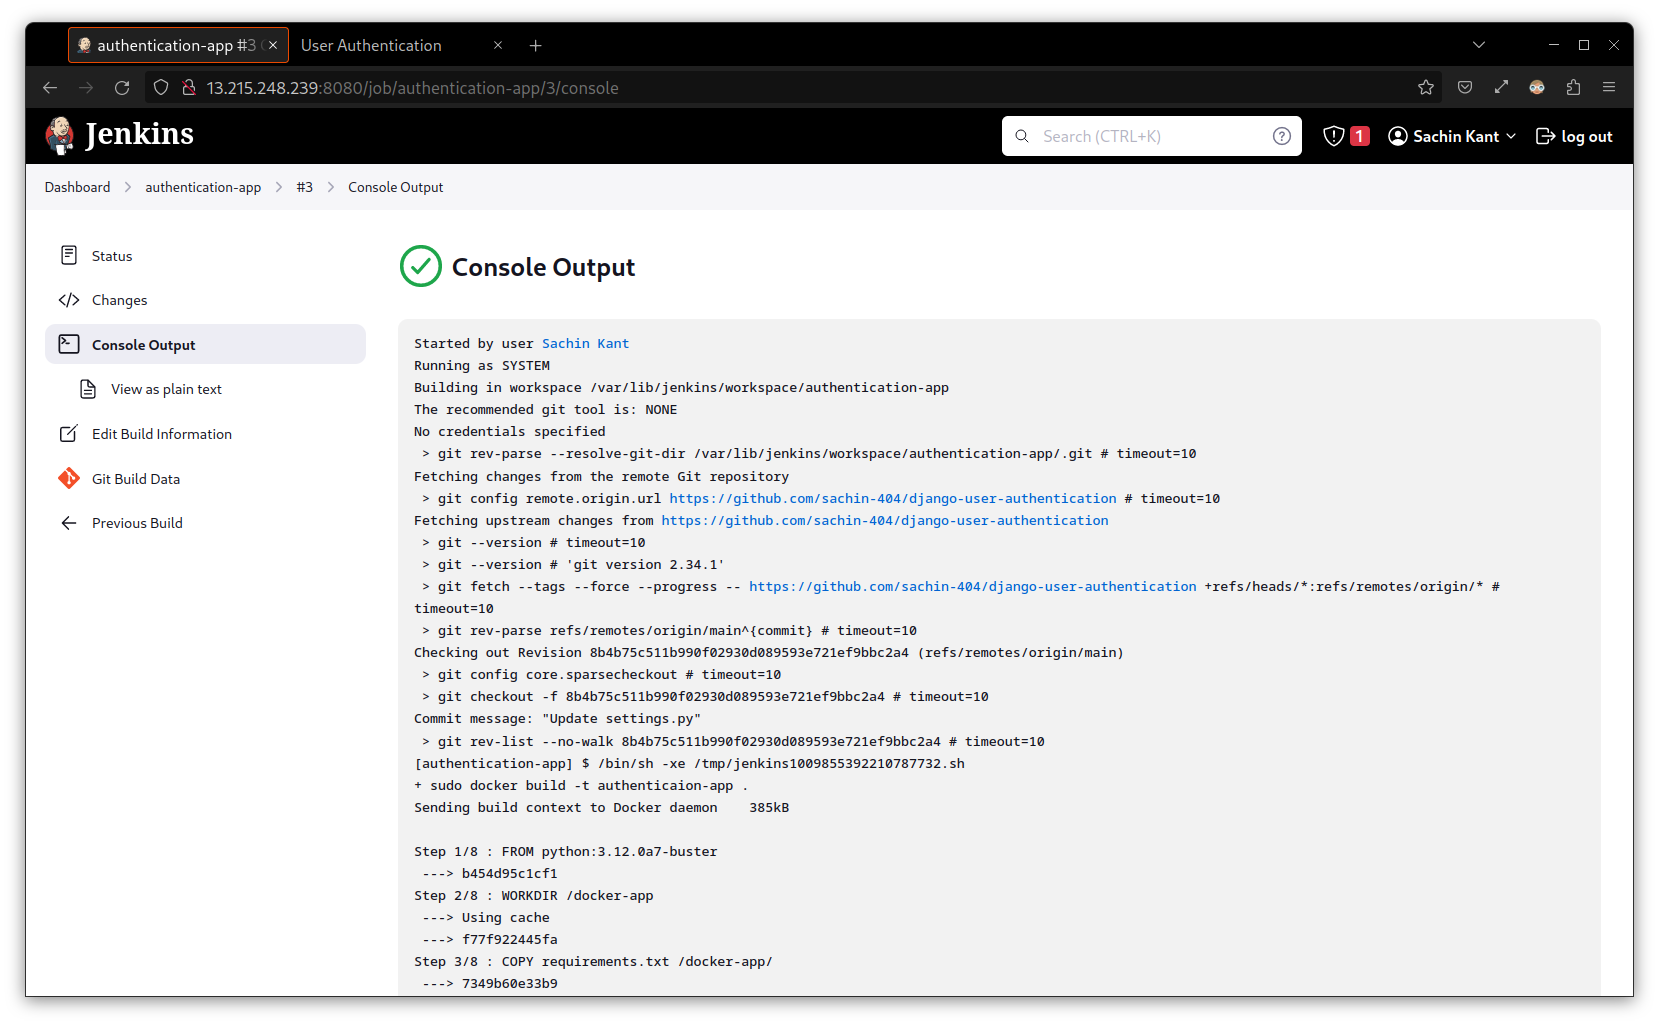 authentication-app #3
User Authentication
13.215.248.239:8080/job/authentication-app/3/console
Jenkins
Search (CTRL+K)
1
Sachin Kant
log out
Dashboard
authentication-app
#3
Console Output
Status
Changes
Console Output
View as plain text
Edit Build Information
Git Build Data
Previous Build
Console Output
Started by user Sachin Kant
Running as SYSTEM
Building in workspace /var/lib/jenkins/workspace/authentication-app
The recommended git tool is: NONE
No credentials specified
> git rev-parse --resolve-git-dir /var/lib/jenkins/workspace/authentication-app/.git # timeout=10
Fetching changes from the remote Git repository
> git config remote.origin.url https://github.com/sachin-404/django-user-authentication # timeout=10
Fetching upstream changes from https://github.com/sachin-404/django-user-authentication
> git --version # timeout=10
> git --version # 'git version 2.34.1'
> git fetch --tags --force --progress -- https://github.com/sachin-404/django-user-authentication +refs/heads/*:refs/remotes/origin/* #
timeout=10
> git rev-parse refs/remotes/origin/main^{commit} # timeout=10
Checking out Revision 8b4b75c511b990f02930d089593e721ef9bbc2a4 (refs/remotes/origin/main)
> git config core.sparsecheckout # timeout=10
> git checkout -f 8b4b75c511b990f02930d089593e721ef9bbc2a4 # timeout=10
Commit message: "Update settings.py"
> git rev-list --no-walk 8b4b75c511b990f02930d089593e721ef9bbc2a4 # timeout=10
[authentication-app] $ /bin/sh -xe /tmp/jenkins1009855392210787732.sh
+ sudo docker build -t authenticaion-app .
Sending build context to Docker daemon    385kB
Step 1/8 : FROM python:3.12.0a7-buster
---> b454d95c1cf1
Step 2/8 : WORKDIR /docker-app
---> Using cache
---> f77f922445fa
Step 3/8 : COPY requirements.txt /docker-app/
---> 7349b60e33b9